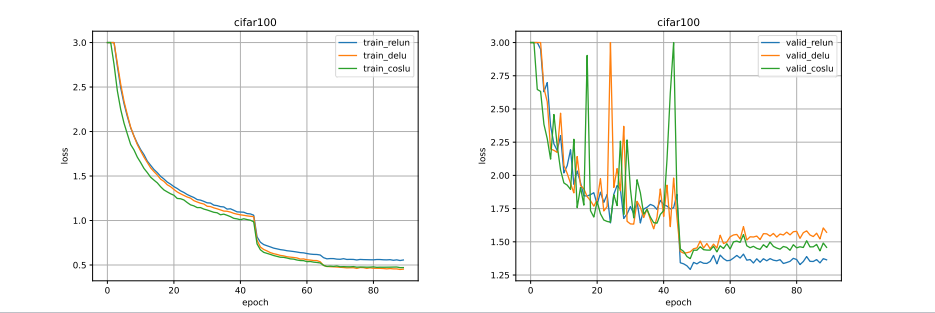 cifar100
3.0
2.5
2.0
1.5
1.0
0.5
loss
0 20 40 60 80
epoch
train_relun
train_delu
train_coslu
cifar100
3.00
2.75
2.50
2.25
2.00
1.75
1.50
1.25
loss
0 20 40 60 80
epoch
valid_relun
valid_delu
valid_coslu